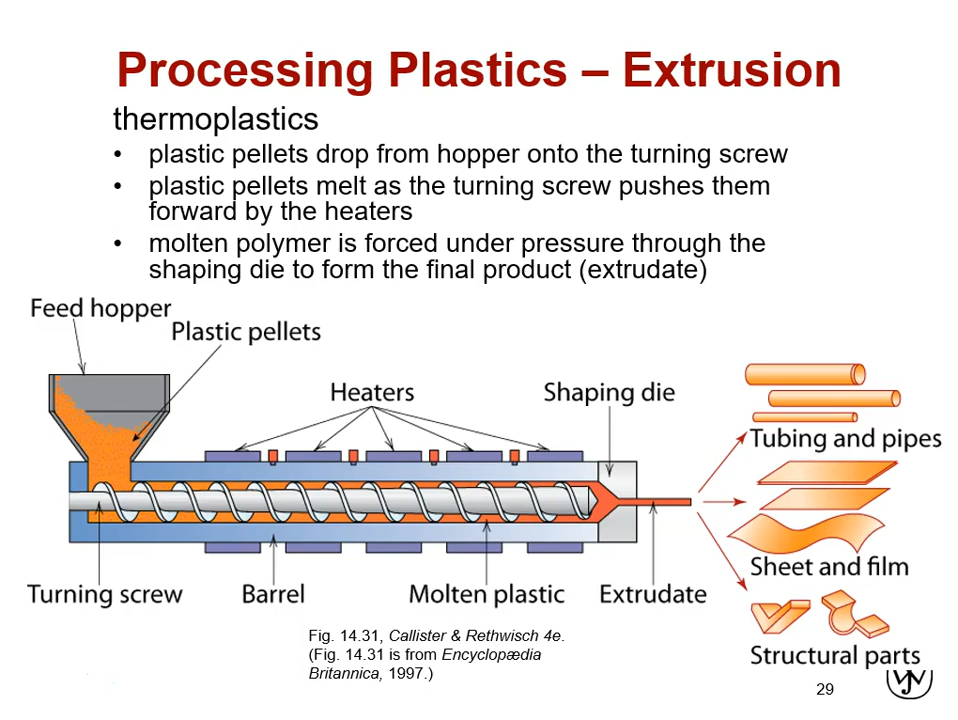 Processing Plastics – Extrusion
thermoplastics
• plastic pellets drop from hopper onto the turning screw
• plastic pellets melt as the turning screw pushes them
forward by the heaters
• molten polymer is forced under pressure through the
shaping die to form the final product (extrudate)
Feed hopper
Plastic pellets
Heaters
Shaping die
Tubing and pipes
Sheet and film
Turning screw
Barrel
Molten plastic
Extrudate
Structural parts
Fig. 14.31, Callister & Rethwisch 4e.
(Fig. 14.31 is from Encyclopædia
Britannica, 1997.)
29